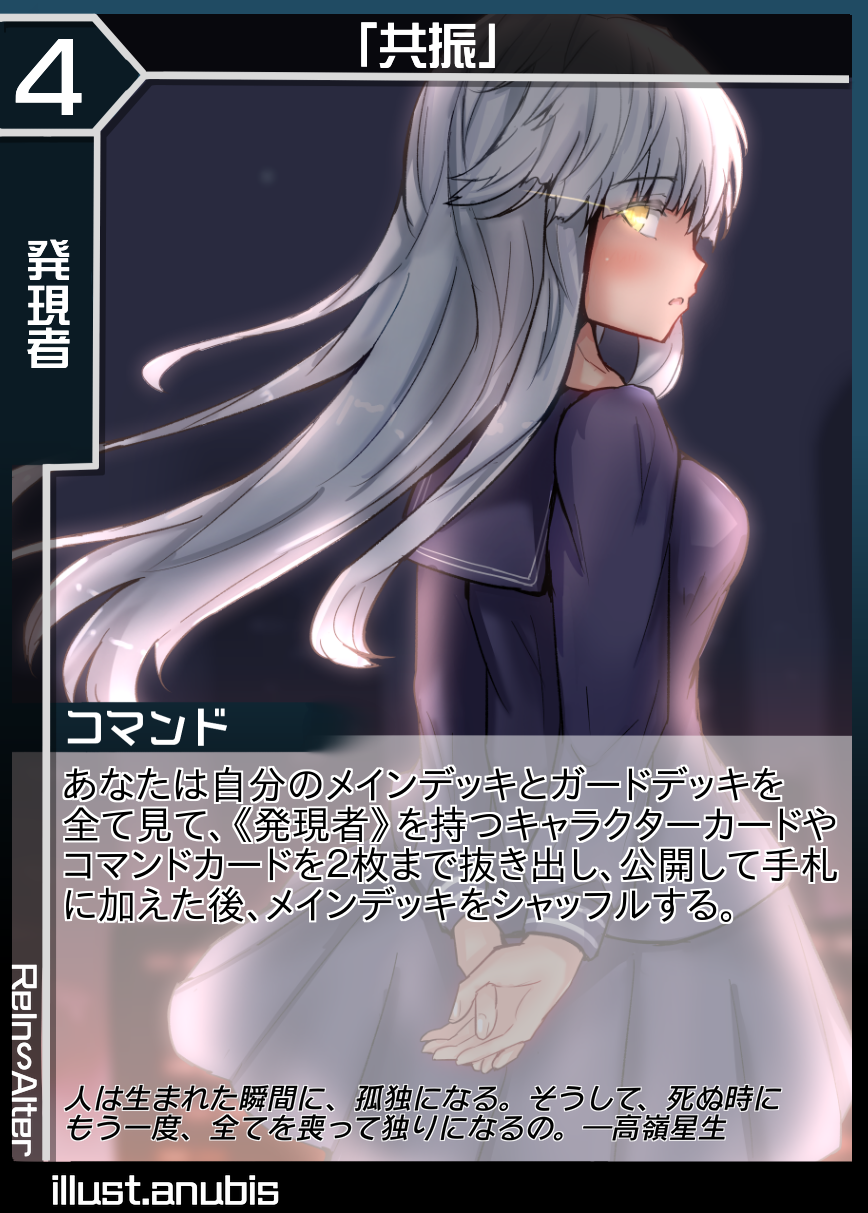 4
「共振」
発現者
コマンド
あなたは自分のメインデッキとガードデッキを
全て見て、《発現者》を持つキャラクターカードや
コマンドカードを2枚まで抜き出し、公開して手札
に加えた後、メインデッキをシャッフルする。
人は生まれた瞬間に、孤独になる。そうして、死ぬ時に
もう一度、全てを喪って独りになるの。―高嶺星生
ReIn∽Alter
illust.anubis